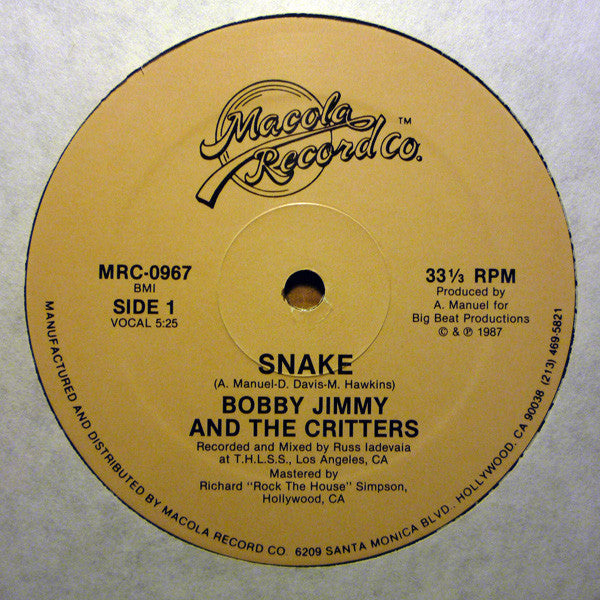 Macola
Record Co.™
MRC-0967
BMI
SIDE 1
VOCAL 5:25
33⅓ RPM
Produced by
A. Manuel for
Big Beat Productions
© & ℗ 1987
SNAKE
(A. Manuel-D. Davis-M. Hawkins)
BOBBY JIMMY
AND THE CRITTERS
Recorded and Mixed by Russ Iadevaia
at T.H.L.S.S., Los Angeles, CA
Mastered by
Richard "Rock The House" Simpson,
Hollywood, CA
MANUFACTURED AND DISTRIBUTED BY MACOLA RECORD CO. 6209 SANTA MONICA BLVD., HOLLYWOOD, CA 90038 (213) 469-5821